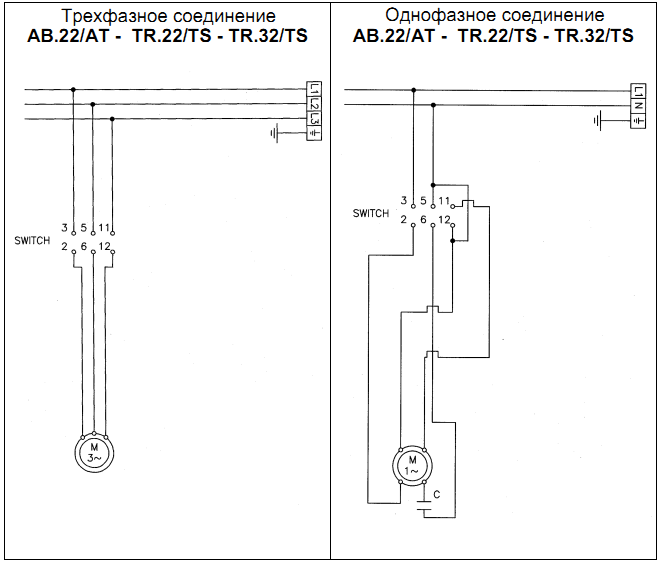 Трехфазное соединение
AB.22/AT - TR.22/TS - TR.32/TS
L1
L2
L3
3 5 11
SWITCH
2 6 12
M
3~
Однофазное соединение
AB.22/AT - TR.22/TS - TR.32/TS
L1
N
3 5 11
SWITCH
2 6 12
M
1~
C